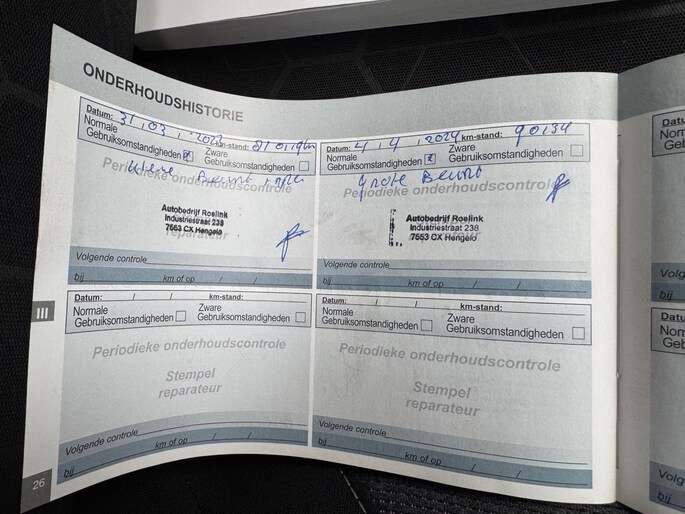 ONDERHOUDSHISTORIE
Datum: 31 / 03 / 2023 km-stand:
Normale
Gebruiksomstandigheden
Zware
Gebruiksomstandigheden
Periodieke onderhoudscontrole
Kleine Beurt
Autobedrijf Roelink
Industriestraat 238
7553 CX Hengelo
reparateur
Volgende controle
bij km of op / /
Datum: 4 / 4 / 2024 km-stand: 90134
Normale
Gebruiksomstandigheden
Zware
Gebruiksomstandigheden
Periodieke onderhoudscontrole
Grote Beurt
Autobedrijf Roelink
Industriestraat 238
7553 CX Hengelo
Volgende controle
bij km of op / /
III
Datum: / / km-stand:
Normale
Gebruiksomstandigheden
Zware
Gebruiksomstandigheden
Periodieke onderhoudscontrole
Stempel
reparateur
Volgende controle
bij km of op / /
Datum: / / km-stand:
Normale
Gebruiksomstandigheden
Zware
Gebruiksomstandigheden
Periodieke onderhoudscontrole
Stempel
reparateur
Volgende controle
bij km of op / /
26